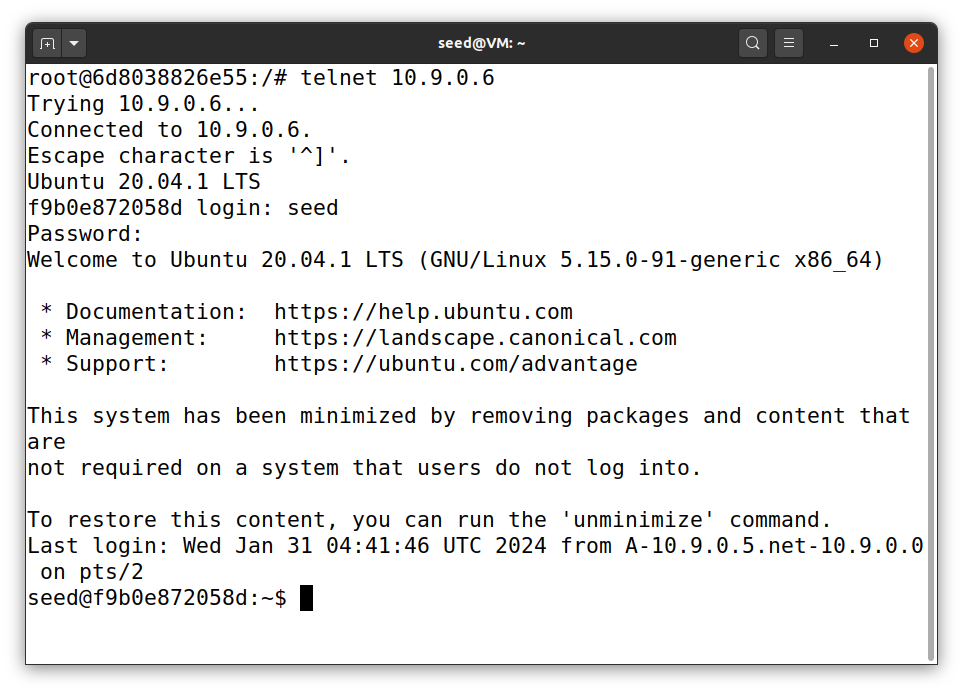 seed@VM: ~
root@6d8038826e55:/# telnet 10.9.0.6
Trying 10.9.0.6...
Connected to 10.9.0.6.
Escape character is '^]'.
Ubuntu 20.04.1 LTS
f9b0e872058d login: seed
Password:
Welcome to Ubuntu 20.04.1 LTS (GNU/Linux 5.15.0-91-generic x86_64)
 * Documentation:  https://help.ubuntu.com
 * Management:     https://landscape.canonical.com
 * Support:        https://ubuntu.com/advantage
This system has been minimized by removing packages and content that
are
not required on a system that users do not log into.
To restore this content, you can run the 'unminimize' command.
Last login: Wed Jan 31 04:41:46 UTC 2024 from A-10.9.0.5.net-10.9.0.0
 on pts/2
seed@f9b0e872058d:~$